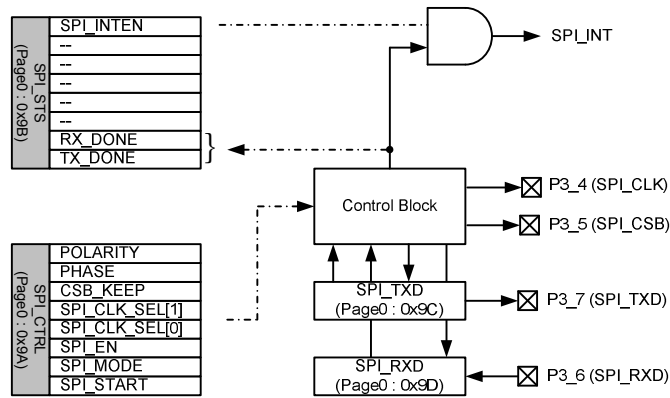 SPI_INTEN
--
--
--
--
--
RX_DONE
TX_DONE
SPI_STS
(Page0 : 0x9B)
SPI_INT
Control Block
P3_4 (SPI_CLK)
P3_5 (SPI_CSB)
POLARITY
PHASE
CSB_KEEP
SPI_CLK_SEL[1]
SPI_CLK_SEL[0]
SPI_EN
SPI_MODE
SPI_START
SPI_CTRL
(Page0 : 0x9A)
SPI_TXD
(Page0 : 0x9C)
P3_7 (SPI_TXD)
SPI_RXD
(Page0 : 0x9D)
P3_6 (SPI_RXD)